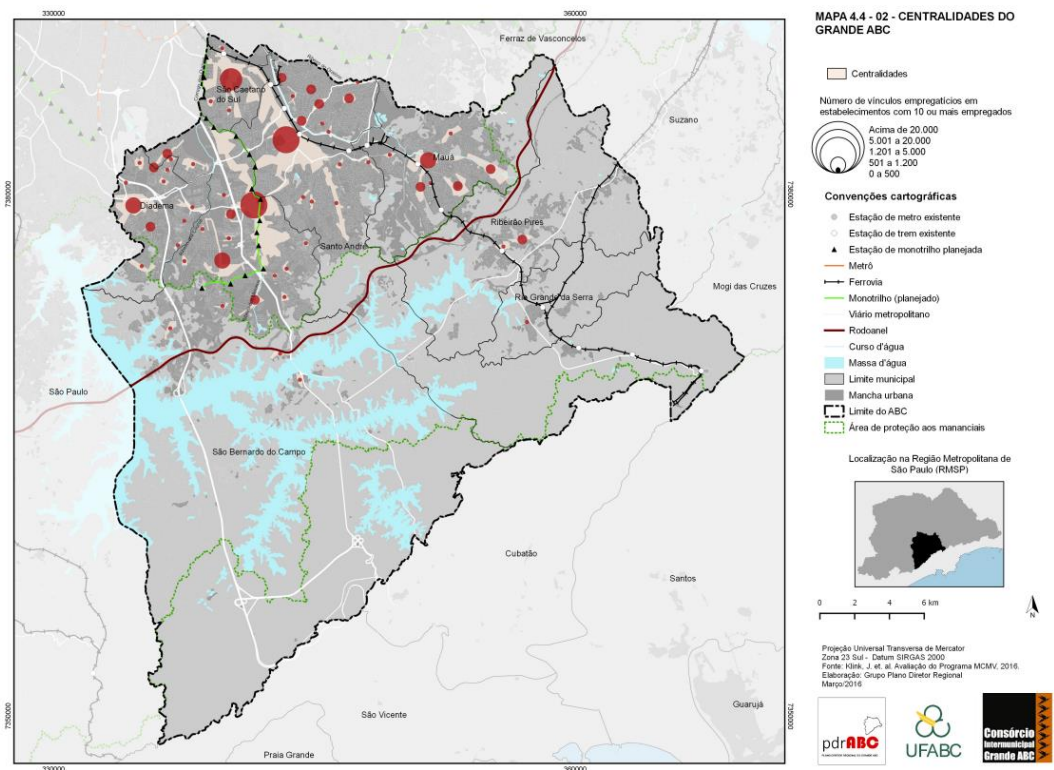 330000
360000
Ferraz de Vasconcelos
São Caetano
do Sul
Suzano
Mauá
7380000
7380000
Diadema
Ribeirão Pires
Santo André
Mogi das Cruzes
Rio Grande da Serra
São Paulo
São Bernardo do Campo
Cubatão
Santos
Guarujá
São Vicente
7350000
7350000
Praia Grande
330000
360000
MAPA 4.4 - 02 - CENTRALIDADES DO
GRANDE ABC
Centralidades
Número de vínculos empregatícios em
estabelecimentos com 10 ou mais empregados
Acima de 20.000
5.001 a 20.000
1.201 a 5.000
501 a 1.200
0 a 500
Convenções cartográficas
Estação de metro existente
Estação de trem existente
Estação de monotrilho planejada
Metrô
Ferrovia
Monotrilho (planejado)
Viário metropolitano
Rodoanel
Curso d'água
Massa d'água
Limite municipal
Mancha urbana
Limite do ABC
Área de proteção aos mananciais
Localização na Região Metropolitana de
São Paulo (RMSP)
0 2 4 6 km
N
Projeção Universal Transversa de Mercator
Zona 23 Sul - Datum SIRGAS 2000
Fonte: Klink, J. et. al. Avaliação do Programa MCMV, 2016.
Elaboração: Grupo Plano Diretor Regional
Março/2016
pdrABC
UFABC
Consórcio
Intermunicipal
Grande ABC